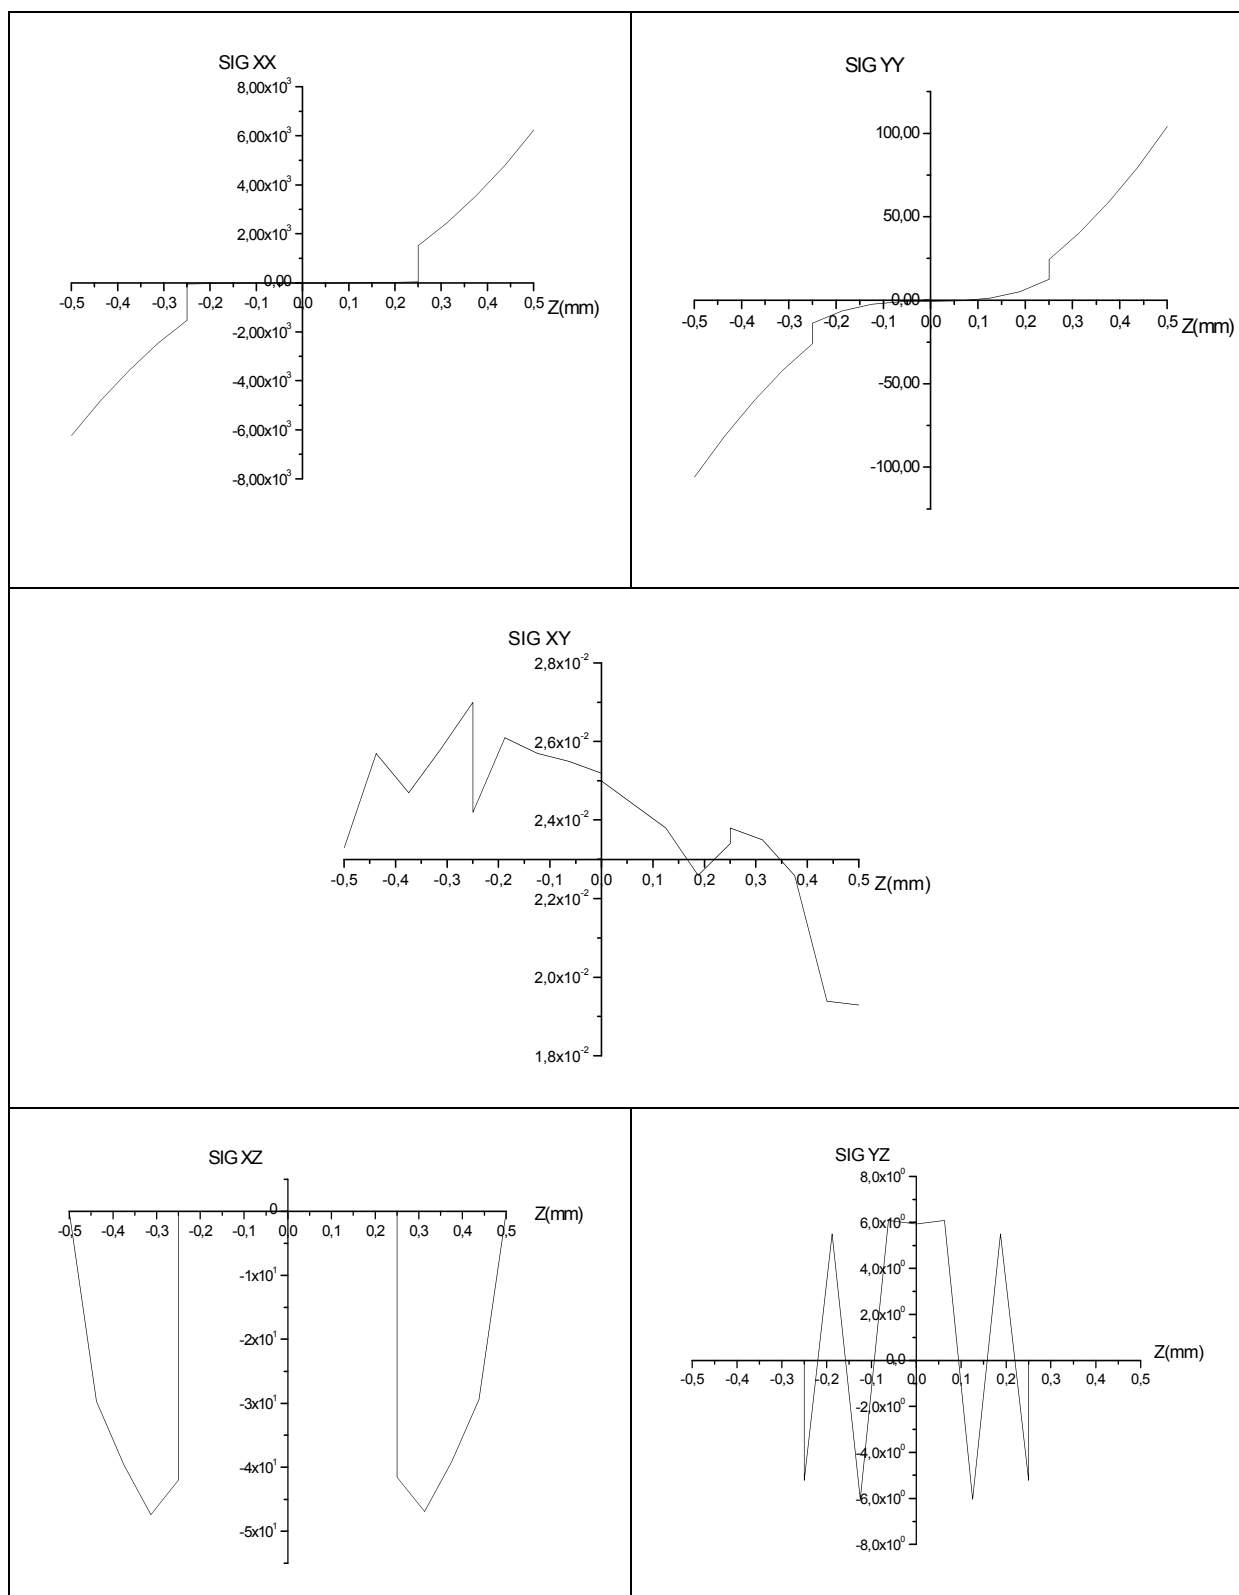 SIG XX
8,00x10³
6,00x10³
4,00x10³
2,00x10³
0,00
-0,5 -0,4 -0,3 -0,2 -0,1 0,0 0,1 0,2 0,3 0,4 0,5
Z(mm)
-2,00x10³
-4,00x10³
-6,00x10³
-8,00x10³
SIG YY
100,00
50,00
0,00
-0,5 -0,4 -0,3 -0,2 -0,1 0,0 0,1 0,2 0,3 0,4 0,5
Z(mm)
-50,00
-100,00
SIG XY
2,8x10⁻²
2,6x10⁻²
2,4x10⁻²
-0,5 -0,4 -0,3 -0,2 -0,1 0,0 0,1 0,2 0,3 0,4 0,5
Z(mm)
2,2x10⁻²
2,0x10⁻²
1,8x10⁻²
SIG XZ
0
Z(mm)
-0,5 -0,4 -0,3 -0,2 -0,1 0,0 0,1 0,2 0,3 0,4 0,5
-1x10¹
-2x10¹
-3x10¹
-4x10¹
-5x10¹
SIG YZ
8,0x10⁰
6,0x10⁰
4,0x10⁰
2,0x10⁰
0,0
Z(mm)
-0,5 -0,4 -0,3 -0,2 -0,1 0,0 0,1 0,2 0,3 0,4 0,5
-2,0x10⁰
-4,0x10⁰
-6,0x10⁰
-8,0x10⁰